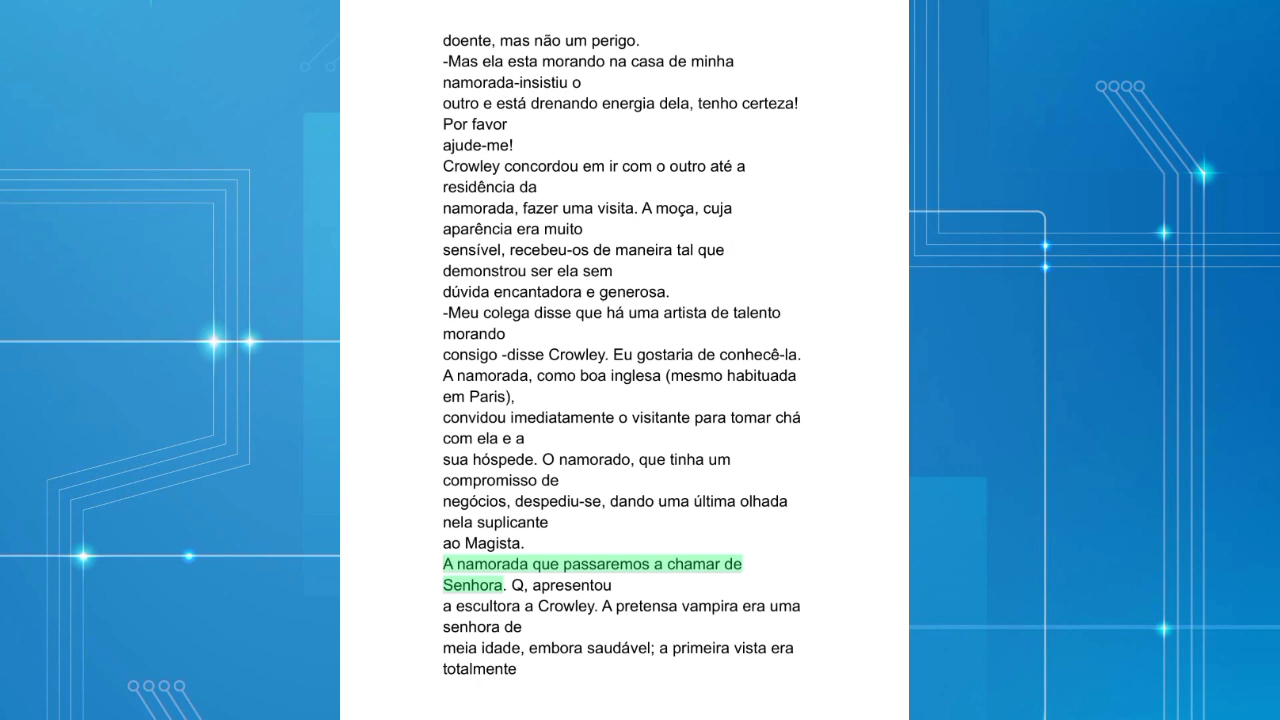 doente, mas não um perigo.
-Mas ela esta morando na casa de minha
namorada-insistiu o
outro e está drenando energia dela, tenho certeza!
Por favor
ajude-me!
Crowley concordou em ir com o outro até a
residência da
namorada, fazer uma visita. A moça, cuja
aparência era muito
sensível, recebeu-os de maneira tal que
demonstrou ser ela sem
dúvida encantadora e generosa.
-Meu colega disse que há uma artista de talento
morando
consigo -disse Crowley. Eu gostaria de conhecê-la.
A namorada, como boa inglesa (mesmo habituada
em Paris),
convidou imediatamente o visitante para tomar chá
com ela e a
sua hóspede. O namorado, que tinha um
compromisso de
negócios, despediu-se, dando uma última olhada
nela suplicante
ao Magista.
A namorada que passaremos a chamar de
Senhora. Q, apresentou
a escultora a Crowley. A pretensa vampira era uma
senhora de
meia idade, embora saudável; a primeira vista era
totalmente